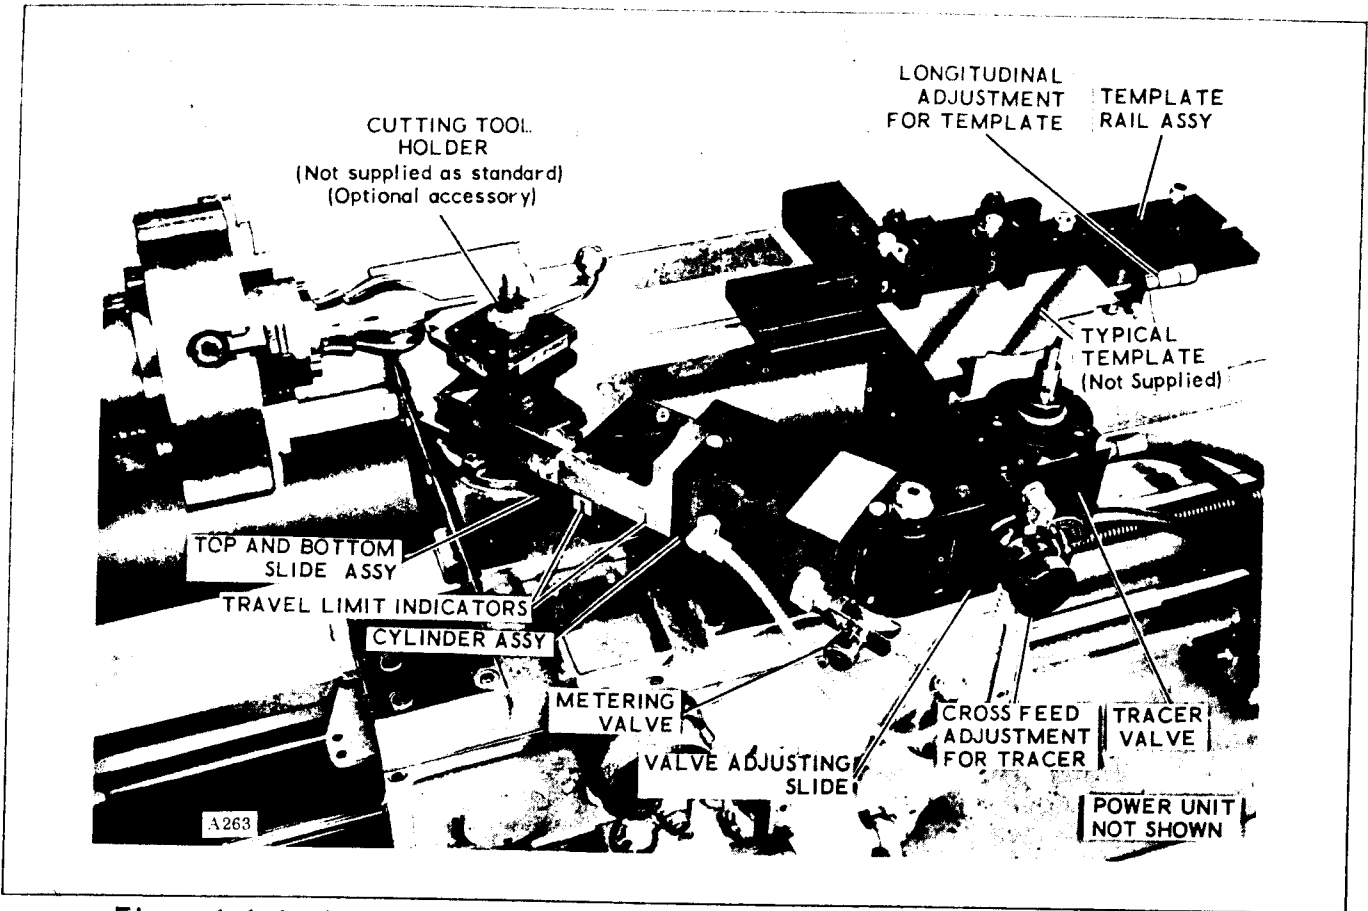 LONGITUDINAL
ADJUSTMENT
FOR TEMPLATE
TEMPLATE
RAIL ASSY
CUTTING TOOL
HOLDER
(Not supplied as standard)
(Optional accessory)
TYPICAL
TEMPLATE
(Not Supplied)
TOP AND BOTTOM
SLIDE ASSY
TRAVEL LIMIT INDICATORS
CYLINDER ASSY
METERING
VALVE
VALVE ADJUSTING
SLIDE
CROSS FEED
ADJUSTMENT
FOR TRACER
TRACER
VALVE
POWER UNIT
NOT SHOWN
A263